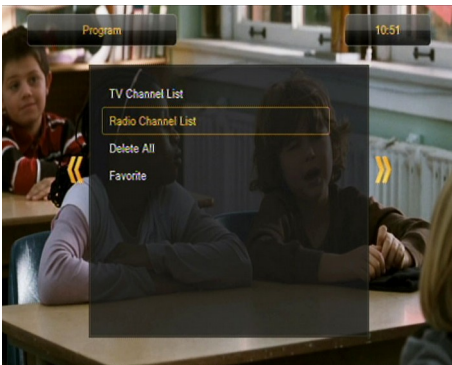 Program
10:51
TV Channel List
Radio Channel List
Delete All
Favorite